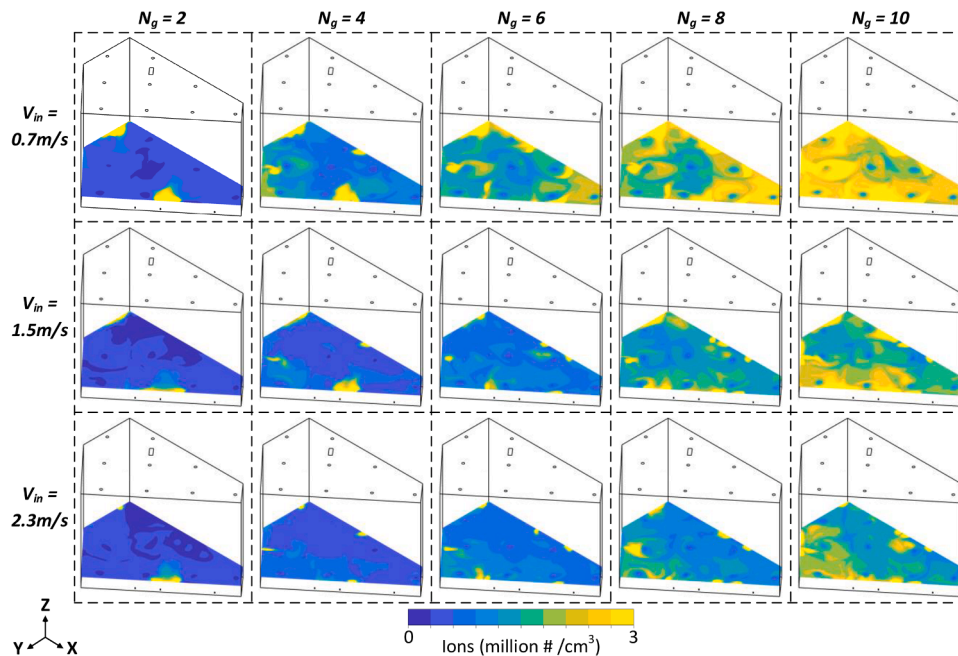 N_g = 2 N_g = 4 N_g = 6 N_g = 8 N_g = 10
V_in =
0.7m/s
V_in =
1.5m/s
V_in =
2.3m/s
Z
Y X
0 3
Ions (million # /cm³)